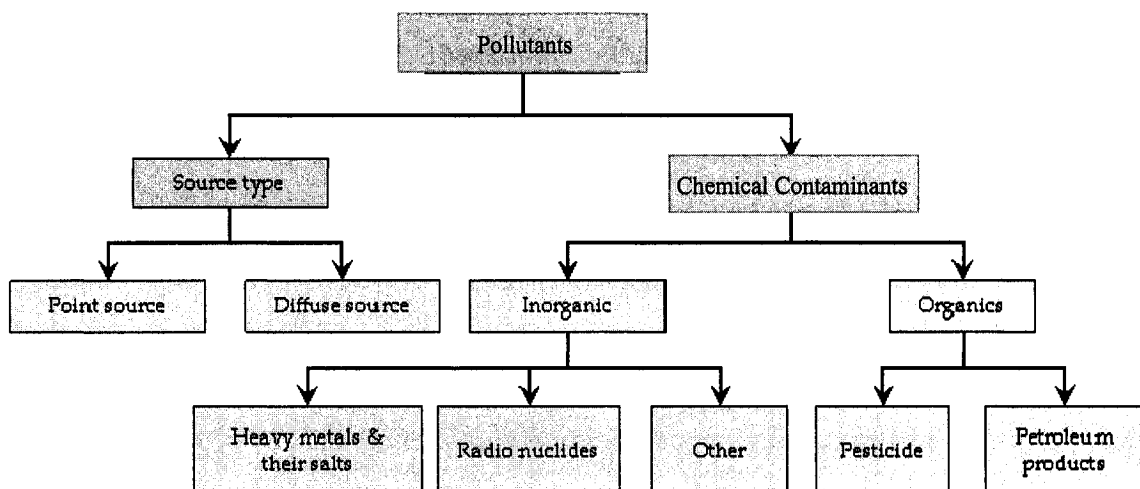 Pollutants
Source type
Chemical Contaminants
Point source
Diffuse source
Inorganic
Organics
Heavy metals &
their salts
Radio nuclides
Other
Pesticide
Petroleum
products